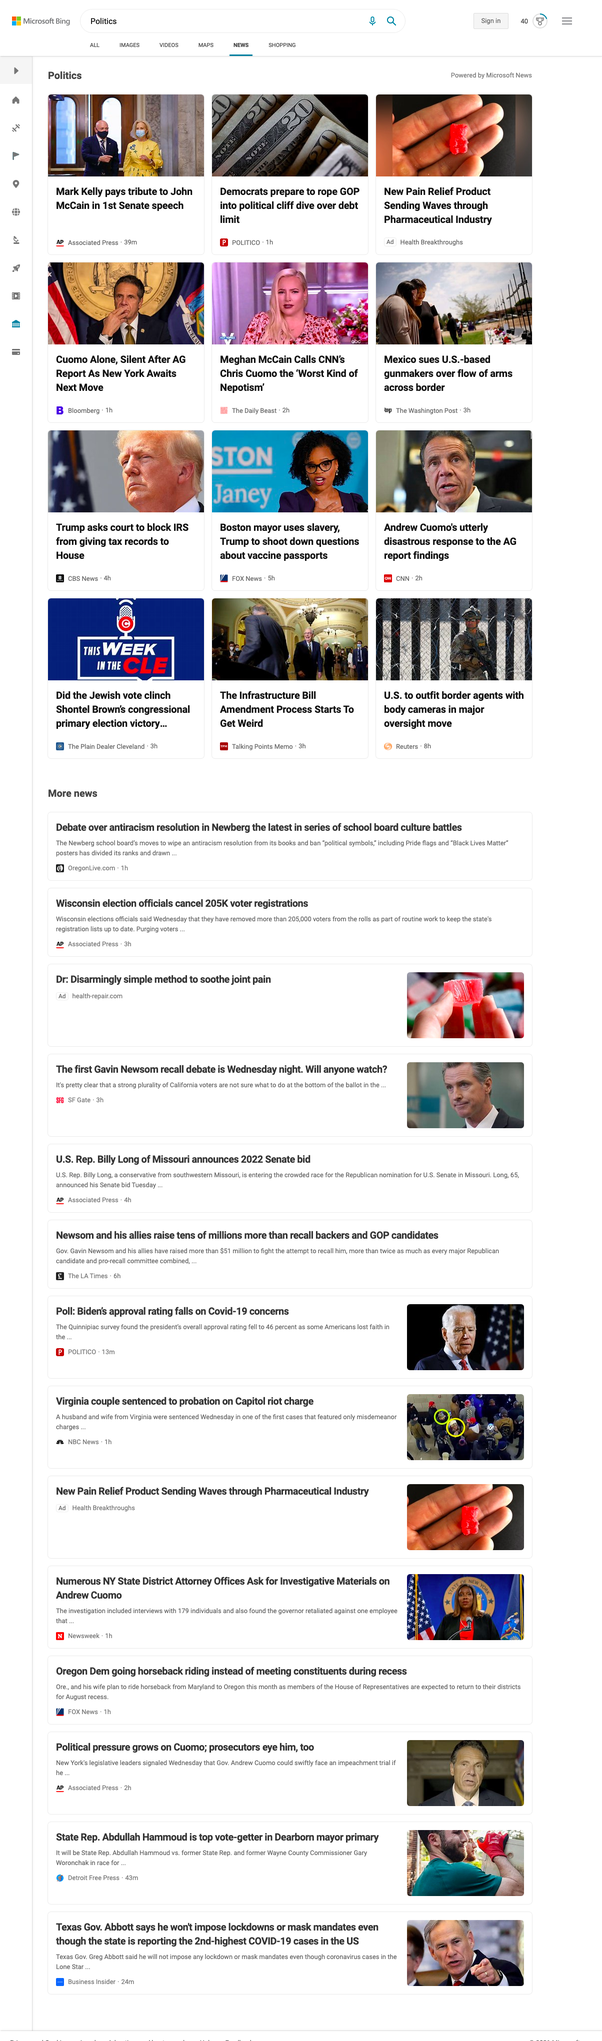 Microsoft Bing
Politics
Sign in
40
ALL
IMAGES
VIDEOS
MAPS
NEWS
SHOPPING
Politics
Powered by Microsoft News
Mark Kelly pays tribute to John
McCain in 1st Senate speech
AP Associated Press · 39m
Democrats prepare to rope GOP
into political cliff dive over debt
limit
P POLITICO · 1h
New Pain Relief Product
Sending Waves through
Pharmaceutical Industry
Ad Health Breakthroughs
Cuomo Alone, Silent After AG
Report As New York Awaits
Next Move
B Bloomberg · 1h
Meghan McCain Calls CNN's
Chris Cuomo the 'Worst Kind of
Nepotism'
The Daily Beast · 2h
Mexico sues U.S.-based
gunmakers over flow of arms
across border
wp The Washington Post · 3h
Trump asks court to block IRS
from giving tax records to
House
CBS News · 4h
STON
Janey
Boston mayor uses slavery,
Trump to shoot down questions
about vaccine passports
FOX News · 5h
Andrew Cuomo's utterly
disastrous response to the AG
report findings
CNN · 2h
THIS WEEK
IN THE CLE
Did the Jewish vote clinch
Shontel Brown's congressional
primary election victory...
The Plain Dealer Cleveland · 3h
The Infrastructure Bill
Amendment Process Starts To
Get Weird
Talking Points Memo · 3h
U.S. to outfit border agents with
body cameras in major
oversight move
Reuters · 8h
More news
Debate over antiracism resolution in Newberg the latest in series of school board culture battles
The Newberg school board's moves to wipe an antiracism resolution from its books and ban "political symbols," including Pride flags and "Black Lives Matter"
posters has divided its ranks and drawn ...
OregonLive.com · 1h
Wisconsin election officials cancel 205K voter registrations
Wisconsin elections officials said Wednesday that they have removed more than 205,000 voters from the rolls as part of routine work to keep the state's
registration lists up to date. Purging voters ...
AP Associated Press · 3h
Dr: Disarmingly simple method to soothe joint pain
Ad health-repair.com
The first Gavin Newsom recall debate is Wednesday night. Will anyone watch?
It's pretty clear that a strong plurality of California voters are not sure what to do at the bottom of the ballot in the ...
SF Gate · 3h
U.S. Rep. Billy Long of Missouri announces 2022 Senate bid
U.S. Rep. Billy Long, a conservative from southwestern Missouri, is entering the crowded race for the Republican nomination for U.S. Senate in Missouri. Long, 65,
announced his Senate bid Tuesday ...
AP Associated Press · 4h
Newsom and his allies raise tens of millions more than recall backers and GOP candidates
Gov. Gavin Newsom and his allies have raised more than $51 million to fight the attempt to recall him, more than twice as much as every major Republican
candidate and pro-recall committee combined, ...
The LA Times · 6h
Poll: Biden's approval rating falls on Covid-19 concerns
The Quinnipiac survey found the president's overall approval rating fell to 46 percent as some Americans lost faith in
the ...
P POLITICO · 13m
Virginia couple sentenced to probation on Capitol riot charge
A husband and wife from Virginia were sentenced Wednesday in one of the first cases that featured only misdemeanor
charges ...
NBC News · 1h
New Pain Relief Product Sending Waves through Pharmaceutical Industry
Ad Health Breakthroughs
Numerous NY State District Attorney Offices Ask for Investigative Materials on
Andrew Cuomo
The investigation included interviews with 179 individuals and also found the governor retaliated against one employee
that ...
N Newsweek · 1h
Oregon Dem going horseback riding instead of meeting constituents during recess
Ore., and his wife plan to ride horseback from Maryland to Oregon this month as members of the House of Representatives are expected to return to their districts
for August recess.
FOX News · 1h
Political pressure grows on Cuomo; prosecutors eye him, too
New York's legislative leaders signaled Wednesday that Gov. Andrew Cuomo could swiftly face an impeachment trial if
he ...
AP Associated Press · 2h
State Rep. Abdullah Hammoud is top vote-getter in Dearborn mayor primary
It will be State Rep. Abdullah Hammoud vs. former State Rep. and former Wayne County Commissioner Gary
Woronchak in race for ...
Detroit Free Press · 43m
Texas Gov. Abbott says he won't impose lockdowns or mask mandates even
though the state is reporting the 2nd-highest COVID-19 cases in the US
Texas Gov. Greg Abbott said he will not impose any lockdown or mask mandates even though coronavirus cases in the
Lone Star ...
Business Insider · 24m